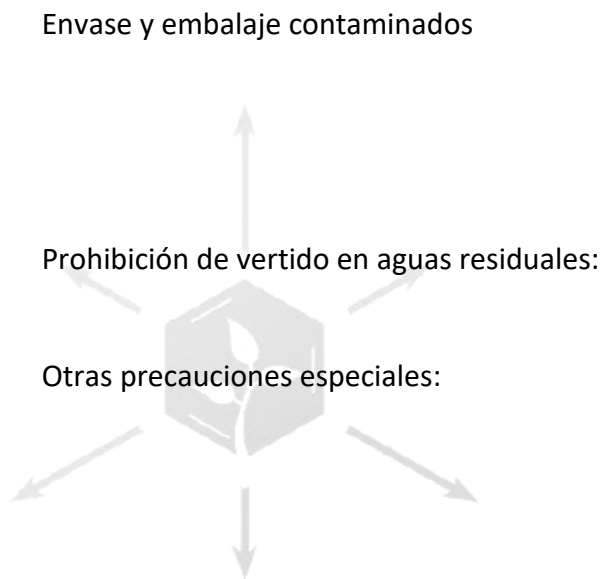 Envase y embalaje contaminados
Prohibición de vertido en aguas residuales:
Otras precauciones especiales: